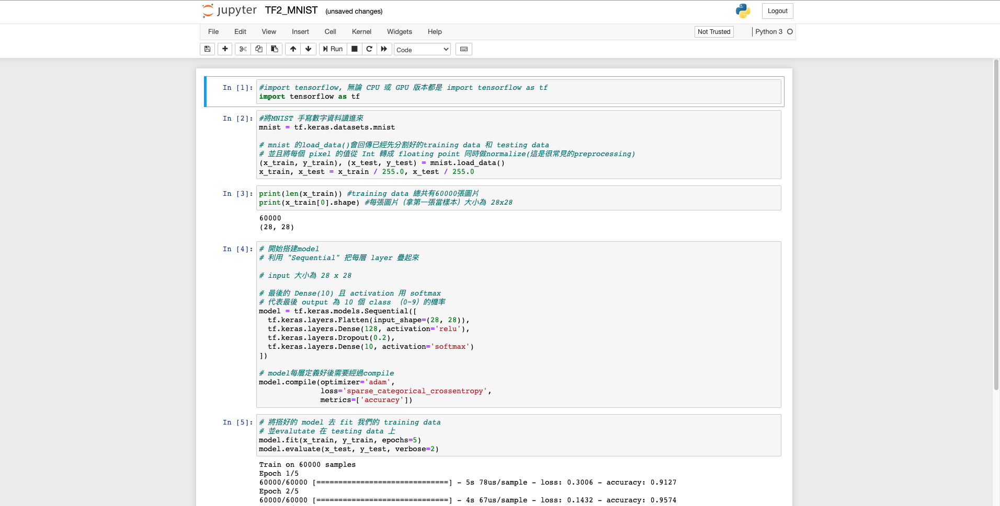 jupyter TF2_MNIST (unsaved changes) Logout
File Edit View Insert Cell Kernel Widgets Help Not Trusted Python 3
Run Code
In [1]: #import tensorflow, 無論 CPU 或 GPU 版本都是 import tensorflow as tf
import tensorflow as tf
In [2]: #將MNIST 手寫數字資料讀進來
mnist = tf.keras.datasets.mnist
# mnist 的load_data()會回傳已經先分割好的training data 和 testing data
# 並且將每個 pixel 的值從 Int 轉成 floating point 同時做normalize(這是很常見的preprocessing)
(x_train, y_train), (x_test, y_test) = mnist.load_data()
x_train, x_test = x_train / 255.0, x_test / 255.0
In [3]: print(len(x_train)) #training data 總共有60000張圖片
print(x_train[0].shape) #每張圖片（拿第一張當樣本）大小為 28x28
60000
(28, 28)
In [4]: # 開始搭建model
# 利用 "Sequential" 把每層 layer 疊起來
# input 大小為 28 x 28
# 最後的 Dense(10) 且 activation 用 softmax
# 代表最後 output 為 10 個 class （0-9）的機率
model = tf.keras.models.Sequential([
tf.keras.layers.Flatten(input_shape=(28, 28)),
tf.keras.layers.Dense(128, activation='relu'),
tf.keras.layers.Dropout(0.2),
tf.keras.layers.Dense(10, activation='softmax')
])
# model每層定義好後需要經過compile
model.compile(optimizer='adam',
loss='sparse_categorical_crossentropy',
metrics=['accuracy'])
In [5]: # 將搭好的 model 去 fit 我們的 training data
# 並evalutate 在 testing data 上
model.fit(x_train, y_train, epochs=5)
model.evaluate(x_test, y_test, verbose=2)
Train on 60000 samples
Epoch 1/5
60000/60000 [==============================] - 5s 78us/sample - loss: 0.3006 - accuracy: 0.9127
Epoch 2/5
60000/60000 [==============================] - 4s 67us/sample - loss: 0.1432 - accuracy: 0.9574